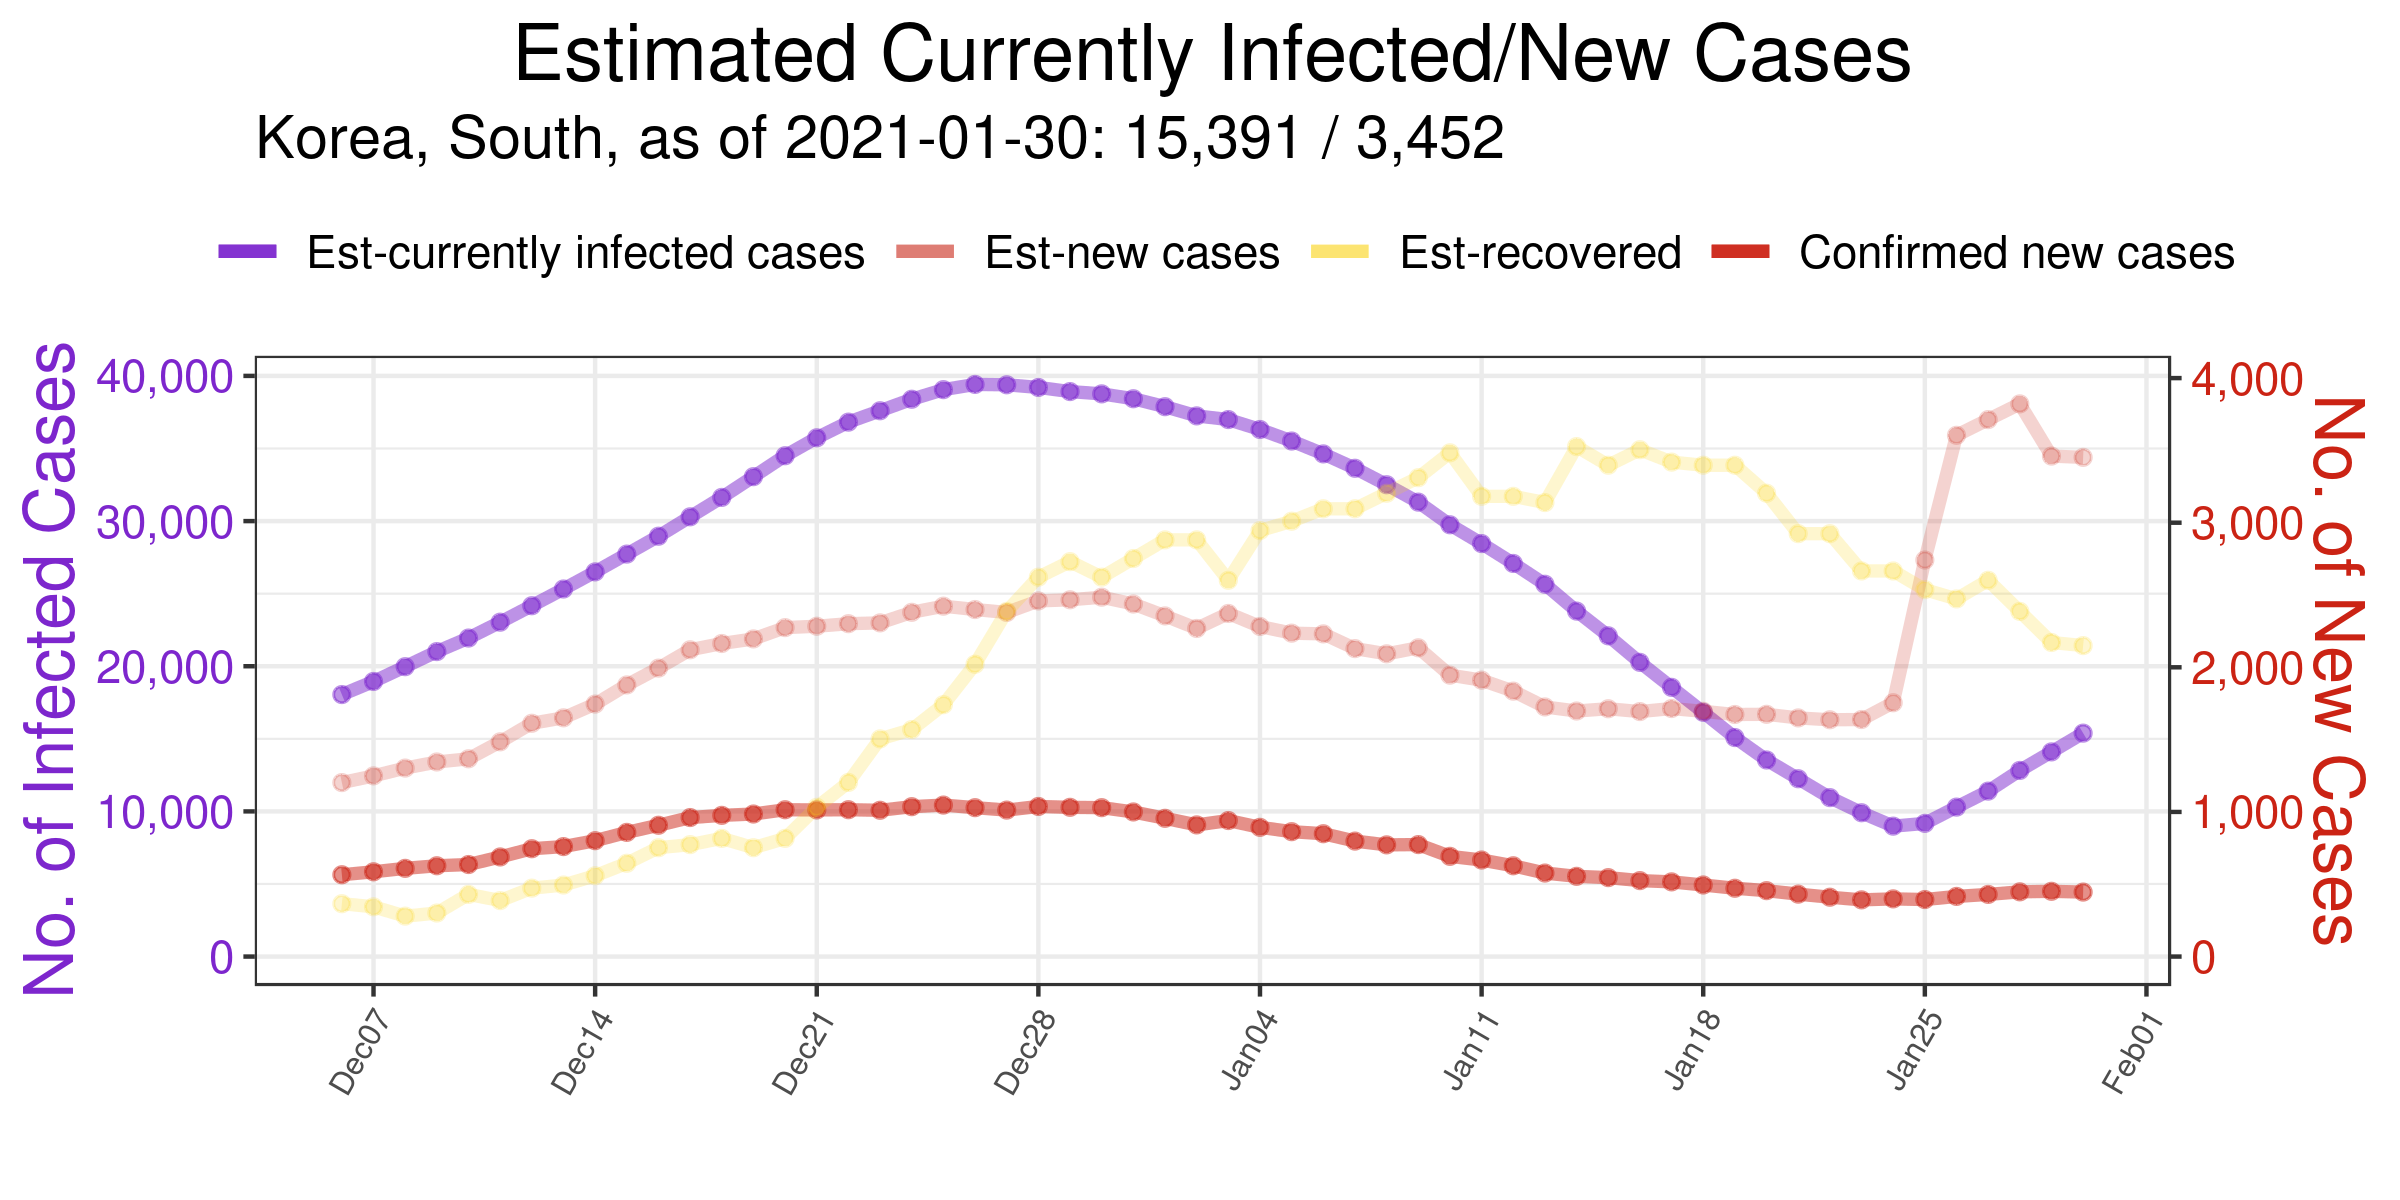 Estimated Currently Infected/New Cases
Korea, South, as of 2021-01-30: 15,391 / 3,452
Est-currently infected cases Est-new cases Est-recovered Confirmed new cases
No. of Infected Cases
40,000
30,000
20,000
10,000
0
4,000
3,000
2,000
1,000
0
No. of New Cases
Dec07 Dec14 Dec21 Dec28 Jan04 Jan11 Jan18 Jan25 Feb01